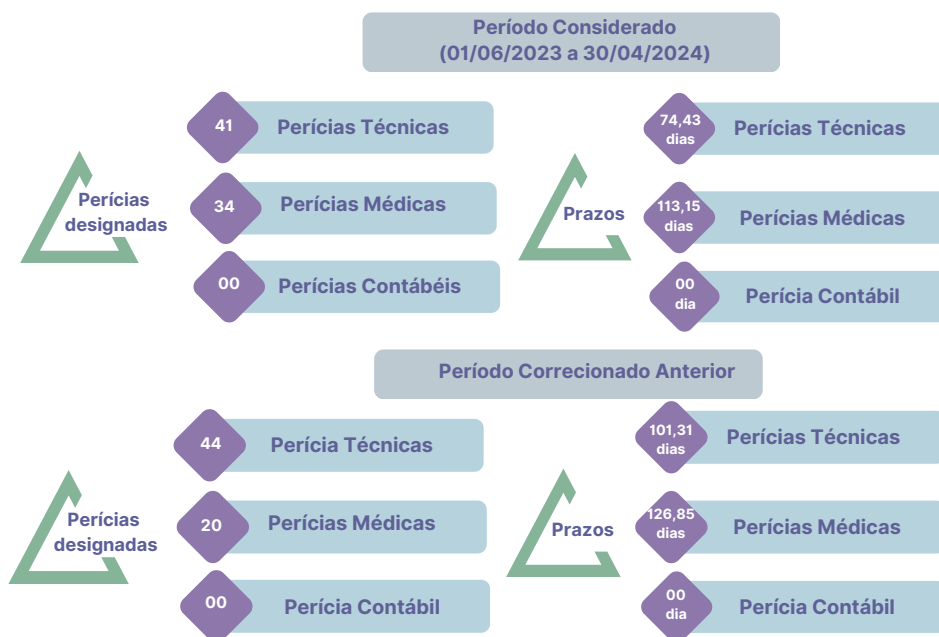 Período Considerado
(01/06/2023 a 30/04/2024)
Perícias
designadas
41
Perícias Técnicas
34
Perícias Médicas
00
Perícias Contábéis
Prazos
74,43
dias
Perícias Técnicas
113,15
dias
Perícias Médicas
00
dia
Perícia Contábil
Período Correcionado Anterior
Perícias
designadas
44
Perícia Técnicas
20
Perícias Médicas
00
Perícia Contábil
Prazos
101,31
dias
Perícias Técnicas
126,85
dias
Perícias Médicas
00
dia
Perícia Contábil